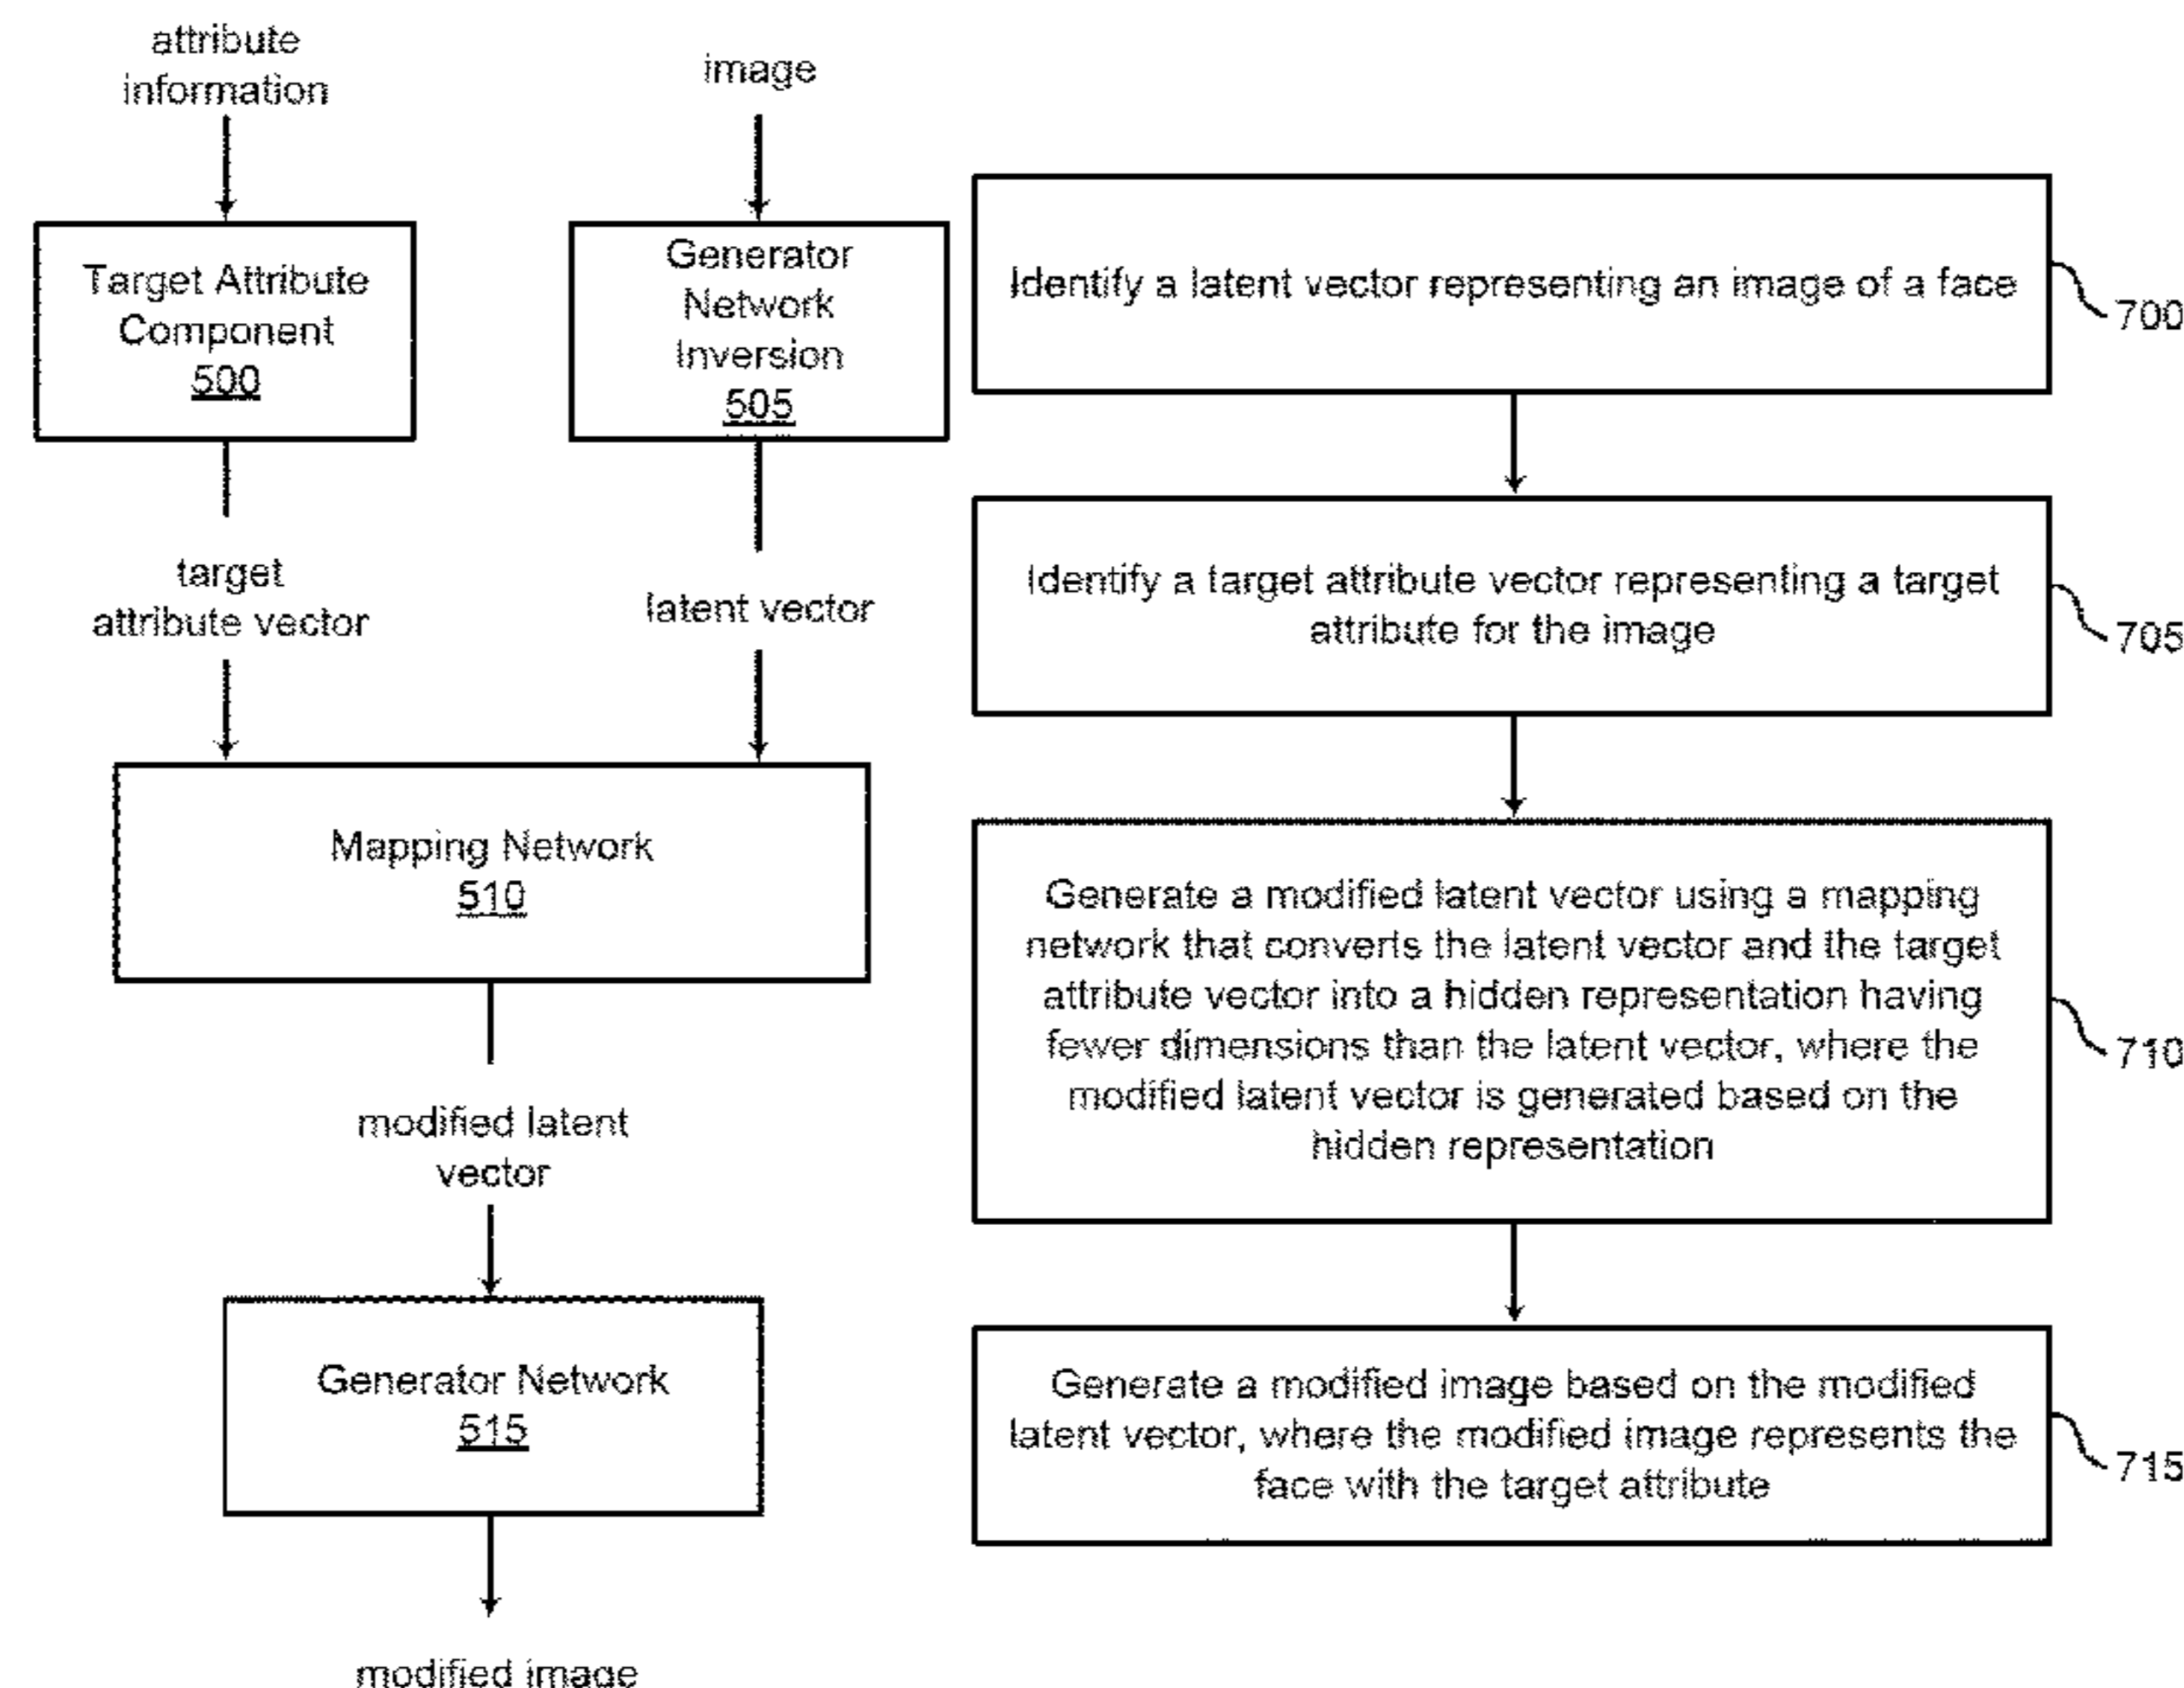 attribute
information
image
Target Attribute
Component
500
Generator
Network
Inversion
505
target
attribute vector
latent vector
Mapping Network
510
modified latent
vector
Generator Network
515
modified image
Identify a latent vector representing an image of a face
700
Identify a target attribute vector representing a target
attribute for the image
705
Generate a modified latent vector using a mapping
network that converts the latent vector and the target
attribute vector into a hidden representation having
fewer dimensions than the latent vector, where the
modified latent vector is generated based on the
hidden representation
710
Generate a modified image based on the modified
latent vector, where the modified image represents the
face with the target attribute
715